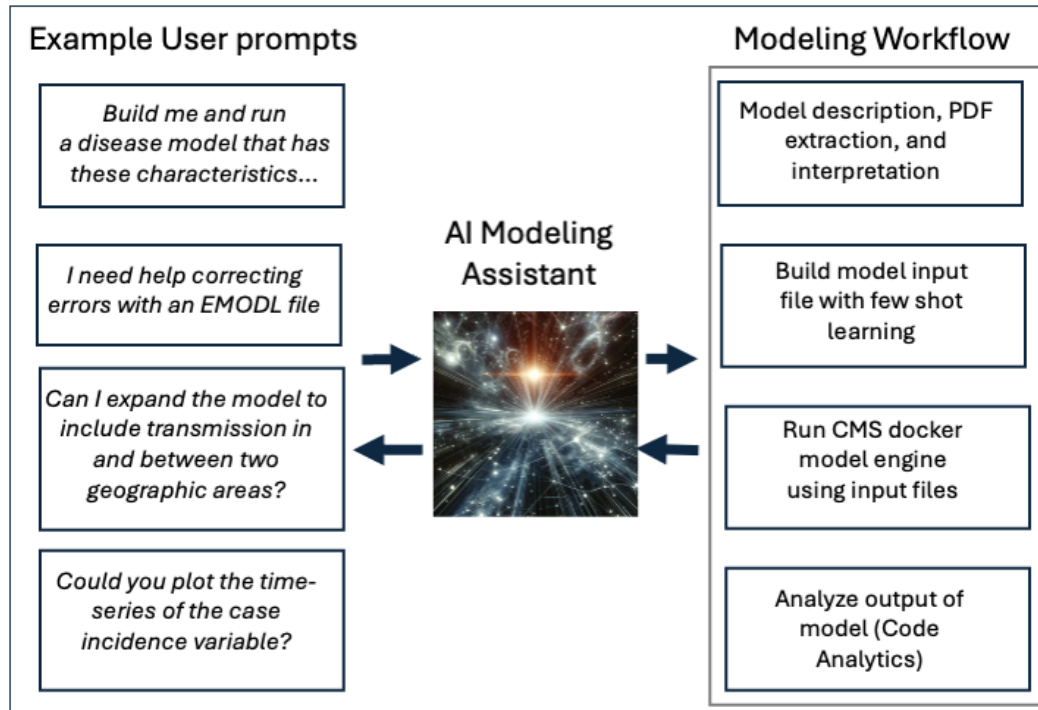 Example User prompts
Build me and run
a disease model that has
these characteristics...
I need help correcting
errors with an EMODL file
Can I expand the model to
include transmission in
and between two
geographic areas?
Could you plot the time-
series of the case
incidence variable?
AI Modeling
Assistant
Modeling Workflow
Model description, PDF
extraction, and
interpretation
Build model input
file with few shot
learning
Run CMS docker
model engine
using input files
Analyze output of
model (Code
Analytics)